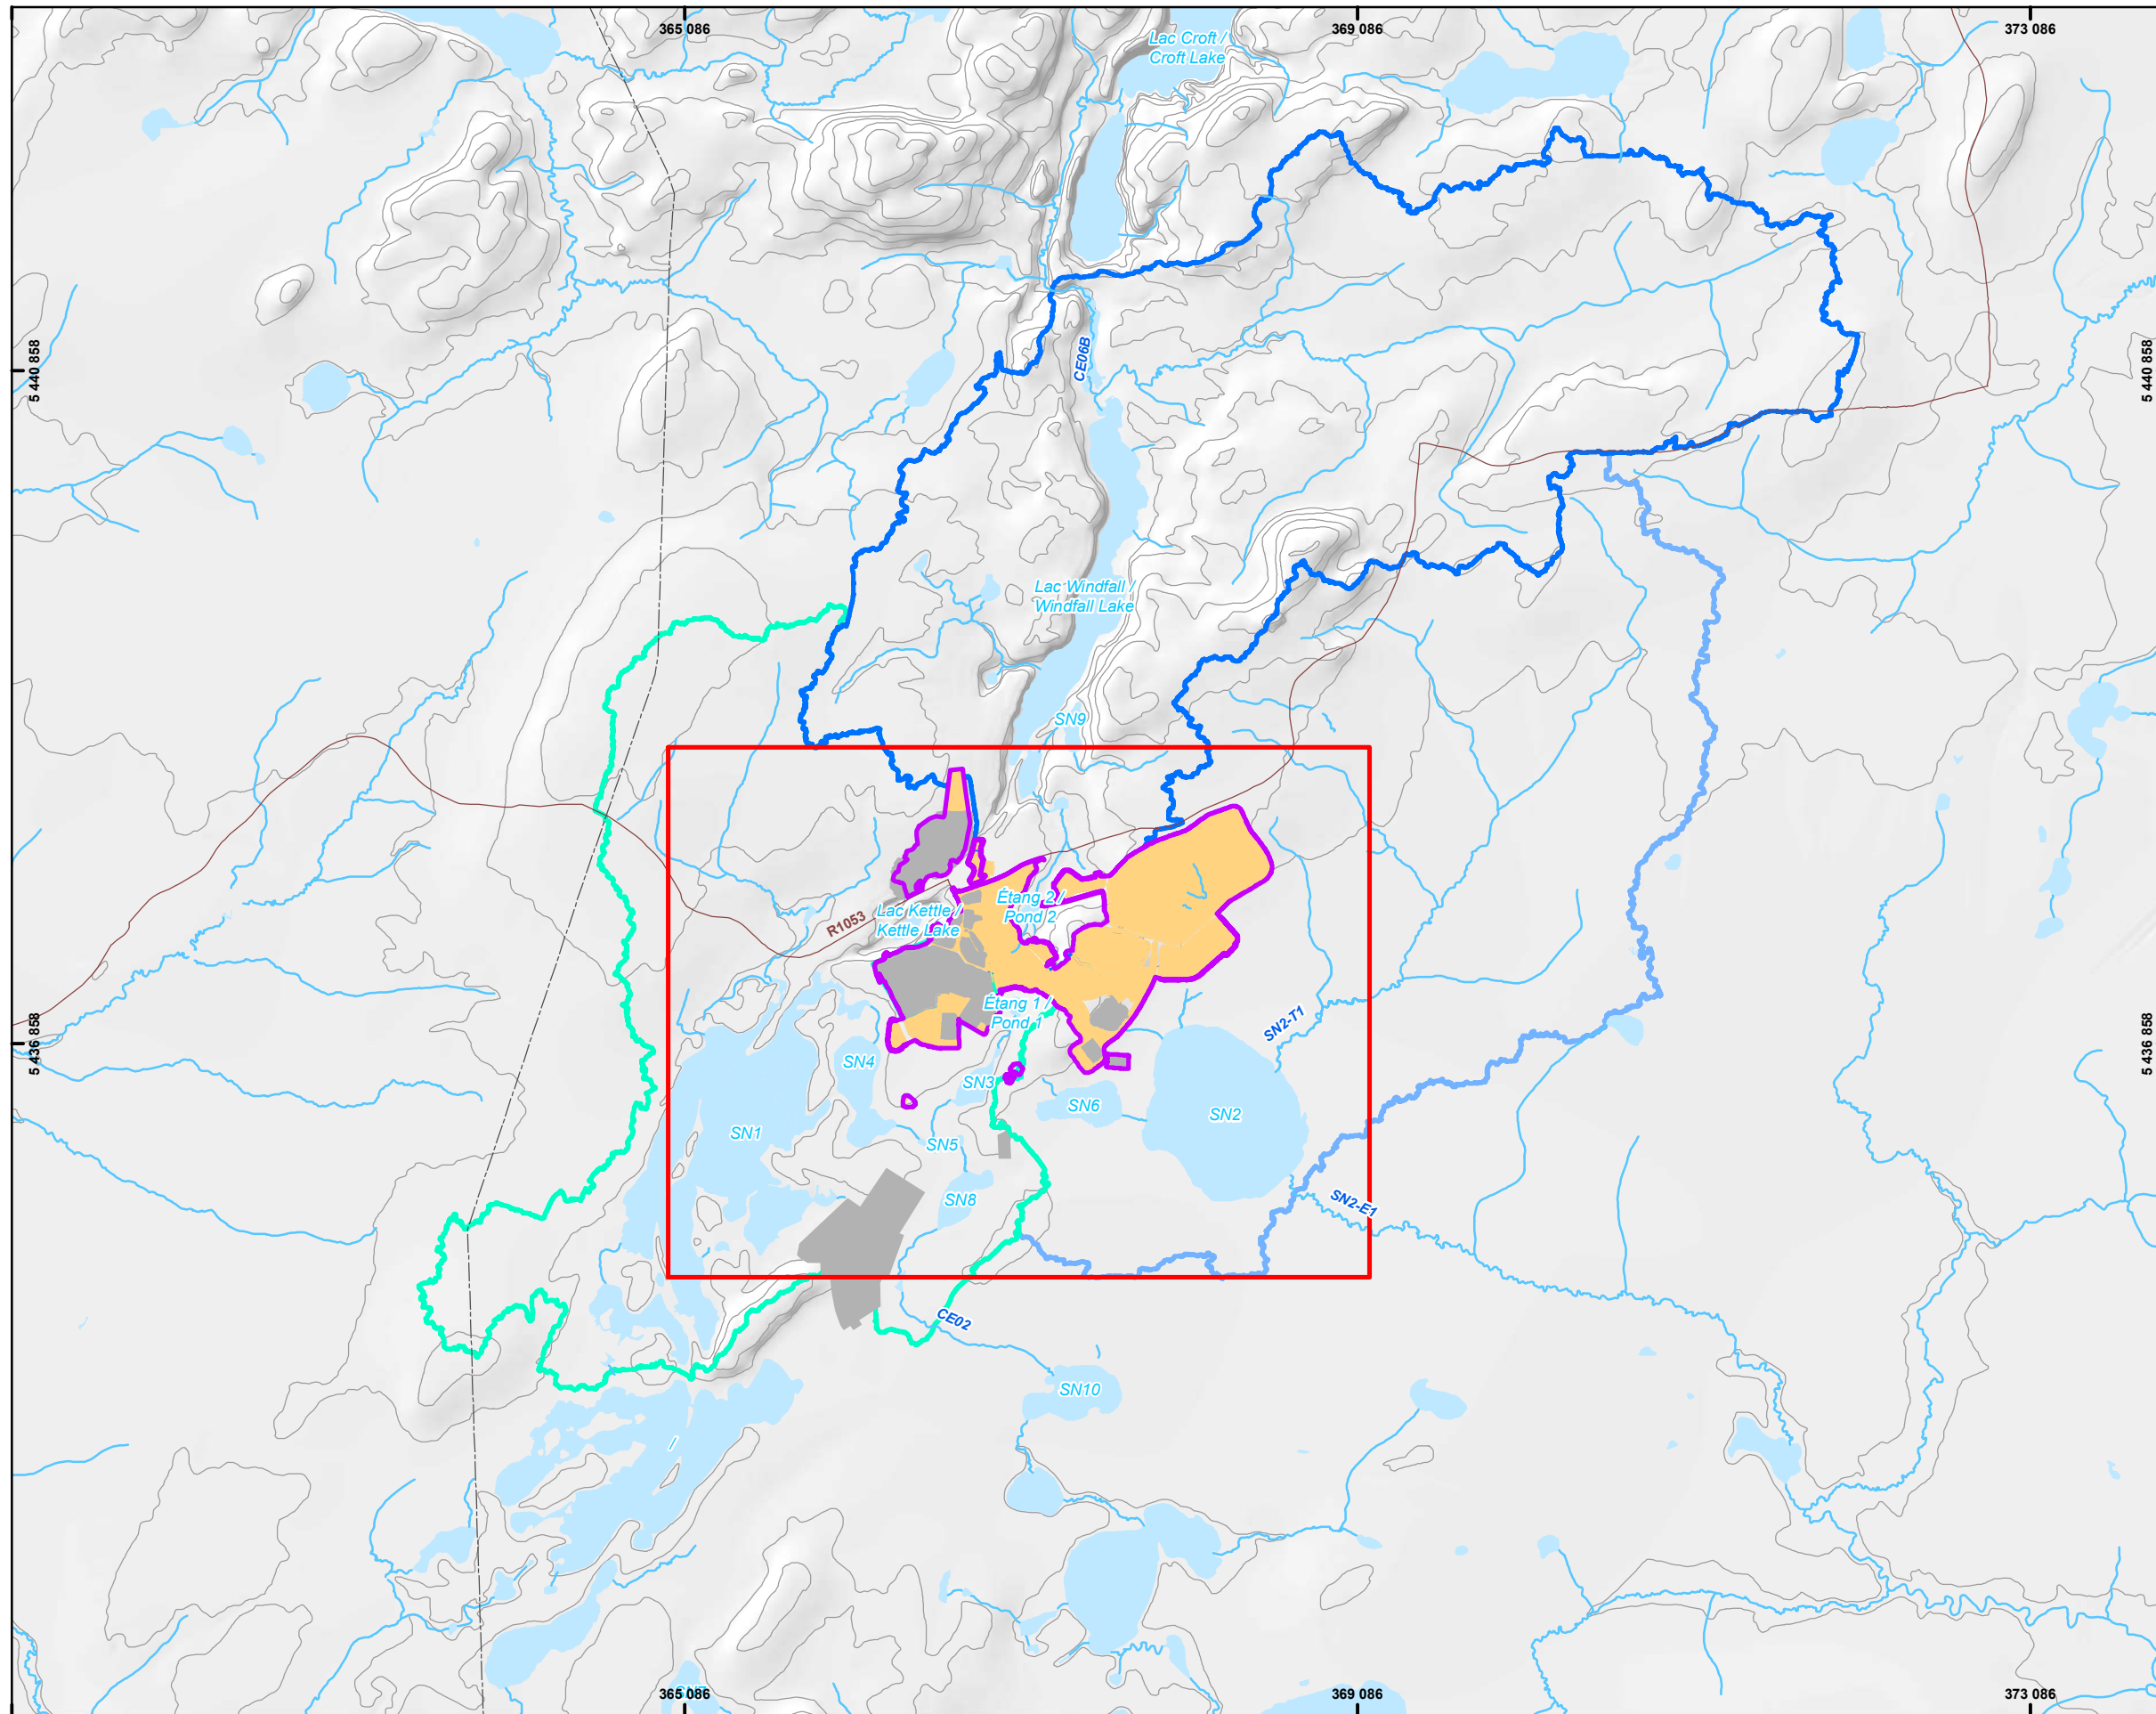 365 086
369 086
373 086
Lac Croft /
Croft Lake
5 440 858
5 440 858
CE06B
Lac Windfall /
Windfall Lake
SN9
R1053
Lac Kettle /
Kettle Lake
Étang 2 /
Pond 2
Étang 1 /
Pond 1
SN2-T1
5 436 858
5 436 858
SN4
SN3
SN6
SN2
SN1
SN5
SN8
SN2-E1
CE02
SN10
/
365 086
369 086
373 086